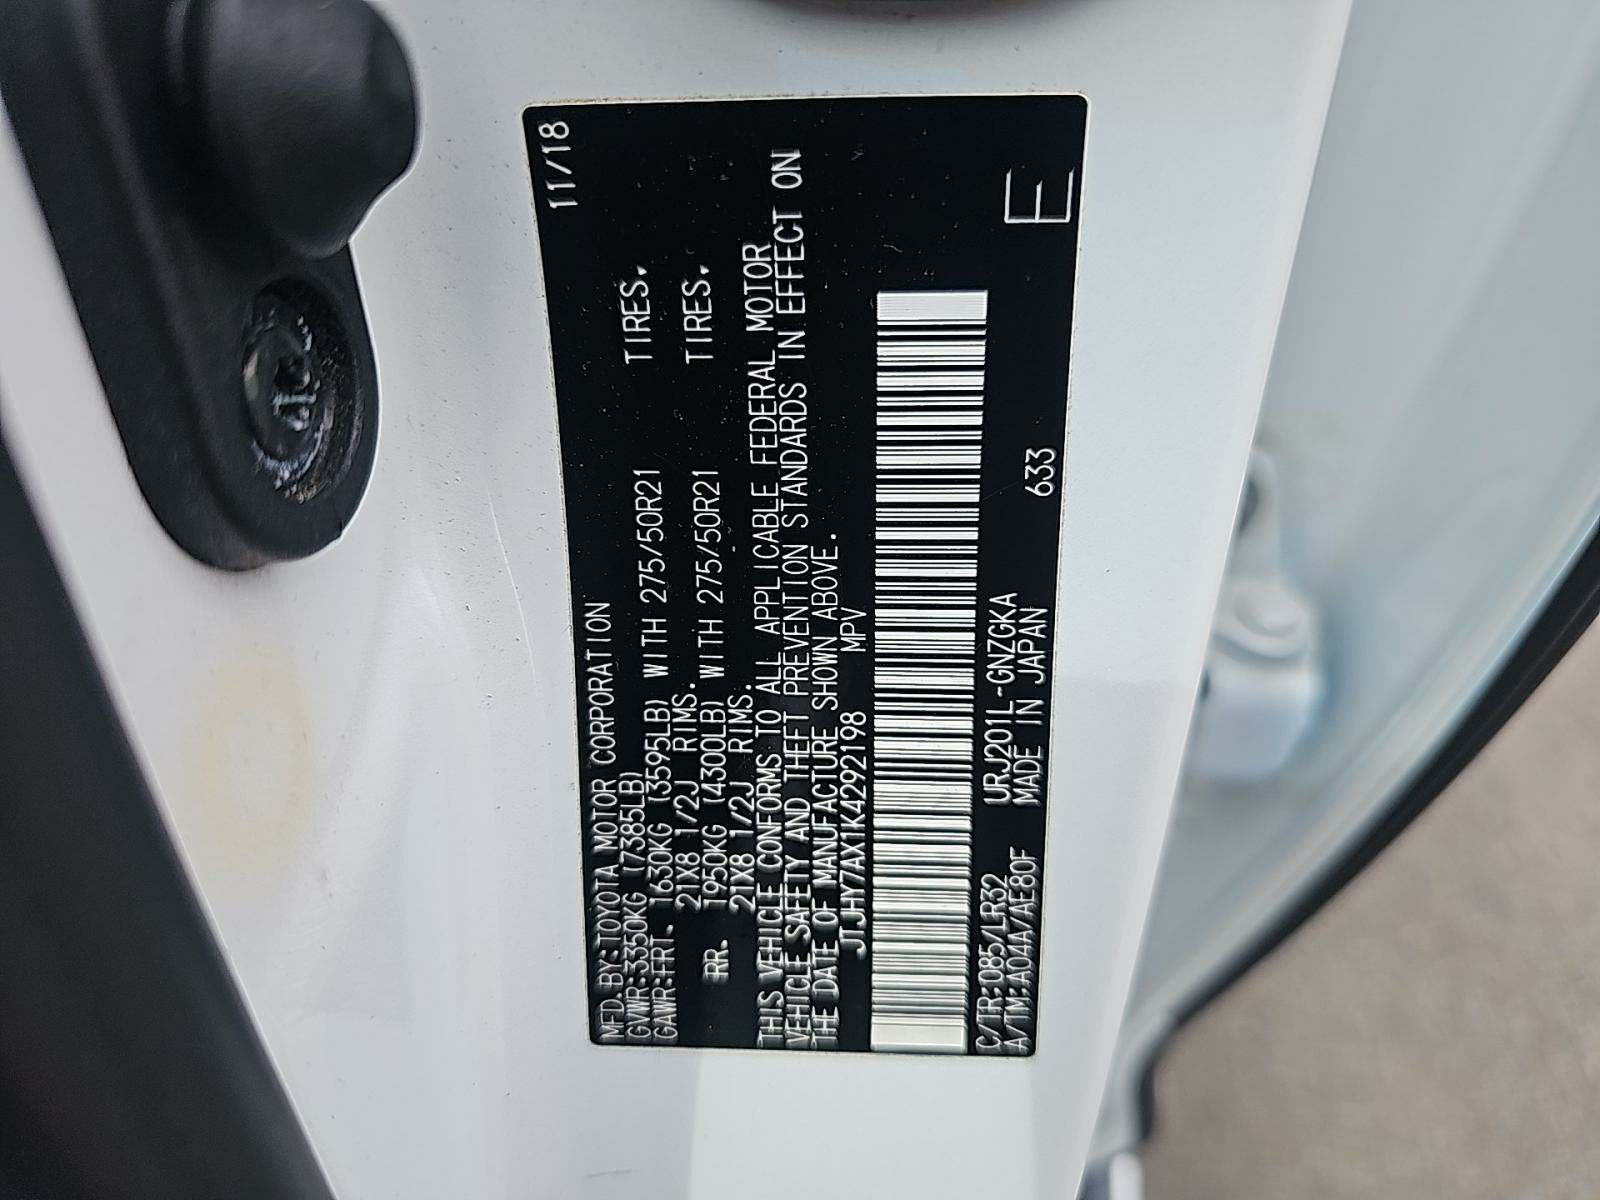 11/18
MFD.BY:TOYOTA MOTOR CORPORATION
GVWR:3350KG (7385LB)
GAWR:FRT. 1630KG (3595LB) WITH 275/50R21 TIRES.
21X8 1/2J RIMS.
RR. 1950KG (4300LB) WITH 275/50R21 TIRES.
21X8 1/2J RIMS.
THIS VEHICLE CONFORMS TO ALL APPLICABLE FEDERAL MOTOR
VEHICLE SAFETY AND THEFT PREVENTION STANDARDS IN EFFECT ON
THE DATE OF MANUFACTURE SHOWN ABOVE.
JTJHY7AX1K4292198 MPV
C/TR:085/LR32 URJ201L-GNZGKA
A/TM:A04A/AE80F MADE IN JAPAN 633
E